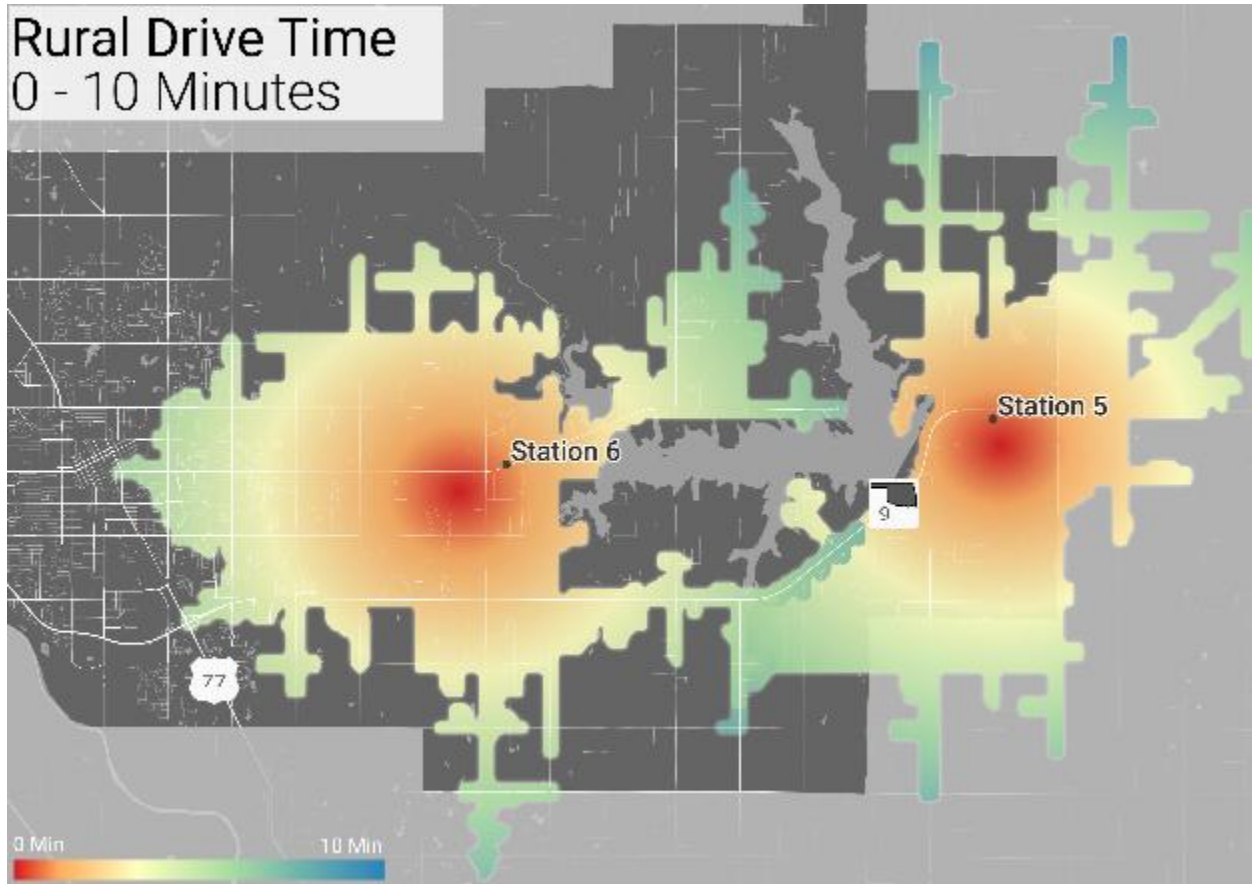 Rural Drive Time
0 - 10 Minutes
Station 5
Station 6
9
77
0 Min
10 Min